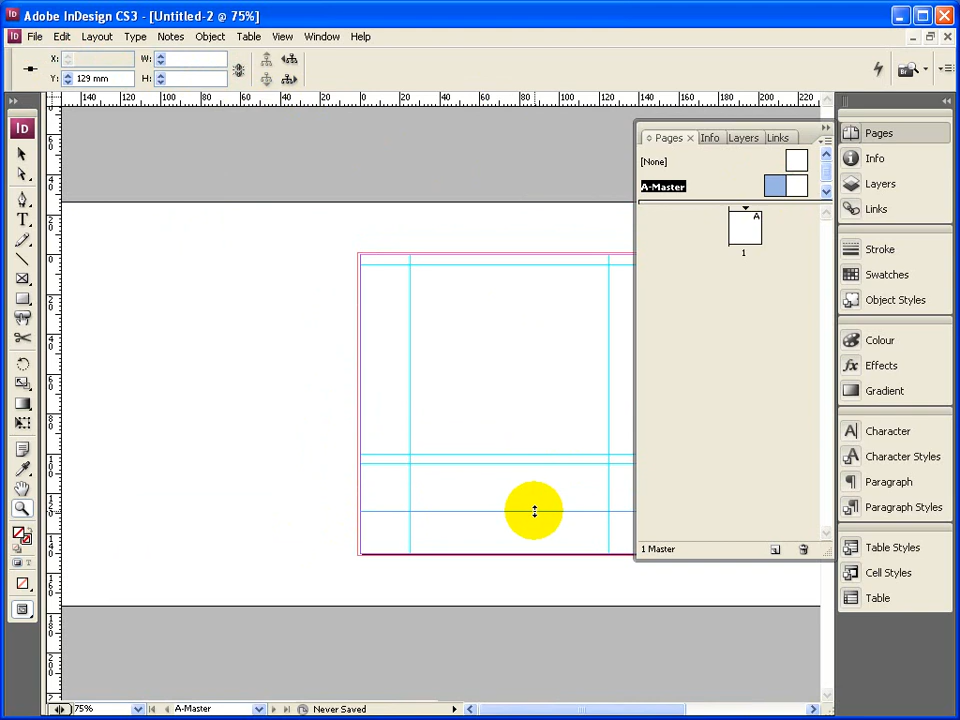 Adobe InDesign CS3 - [Untitled-2 @ 75%]
File Edit Layout Type Notes Object Table View Window Help
X: W:
Y: 129 mm H:
140 120 100 80 60 40 20 0 20 40 60 80 100 120 140 160 180 200 220
Id
Pages Info Layers Links
[None]
A-Master
A
1
1 Master
Pages
Info
Layers
Links
Stroke
Swatches
Object Styles
Colour
Effects
Gradient
Character
Character Styles
Paragraph
Paragraph Styles
Table Styles
Cell Styles
Table
75% A-Master Never Saved